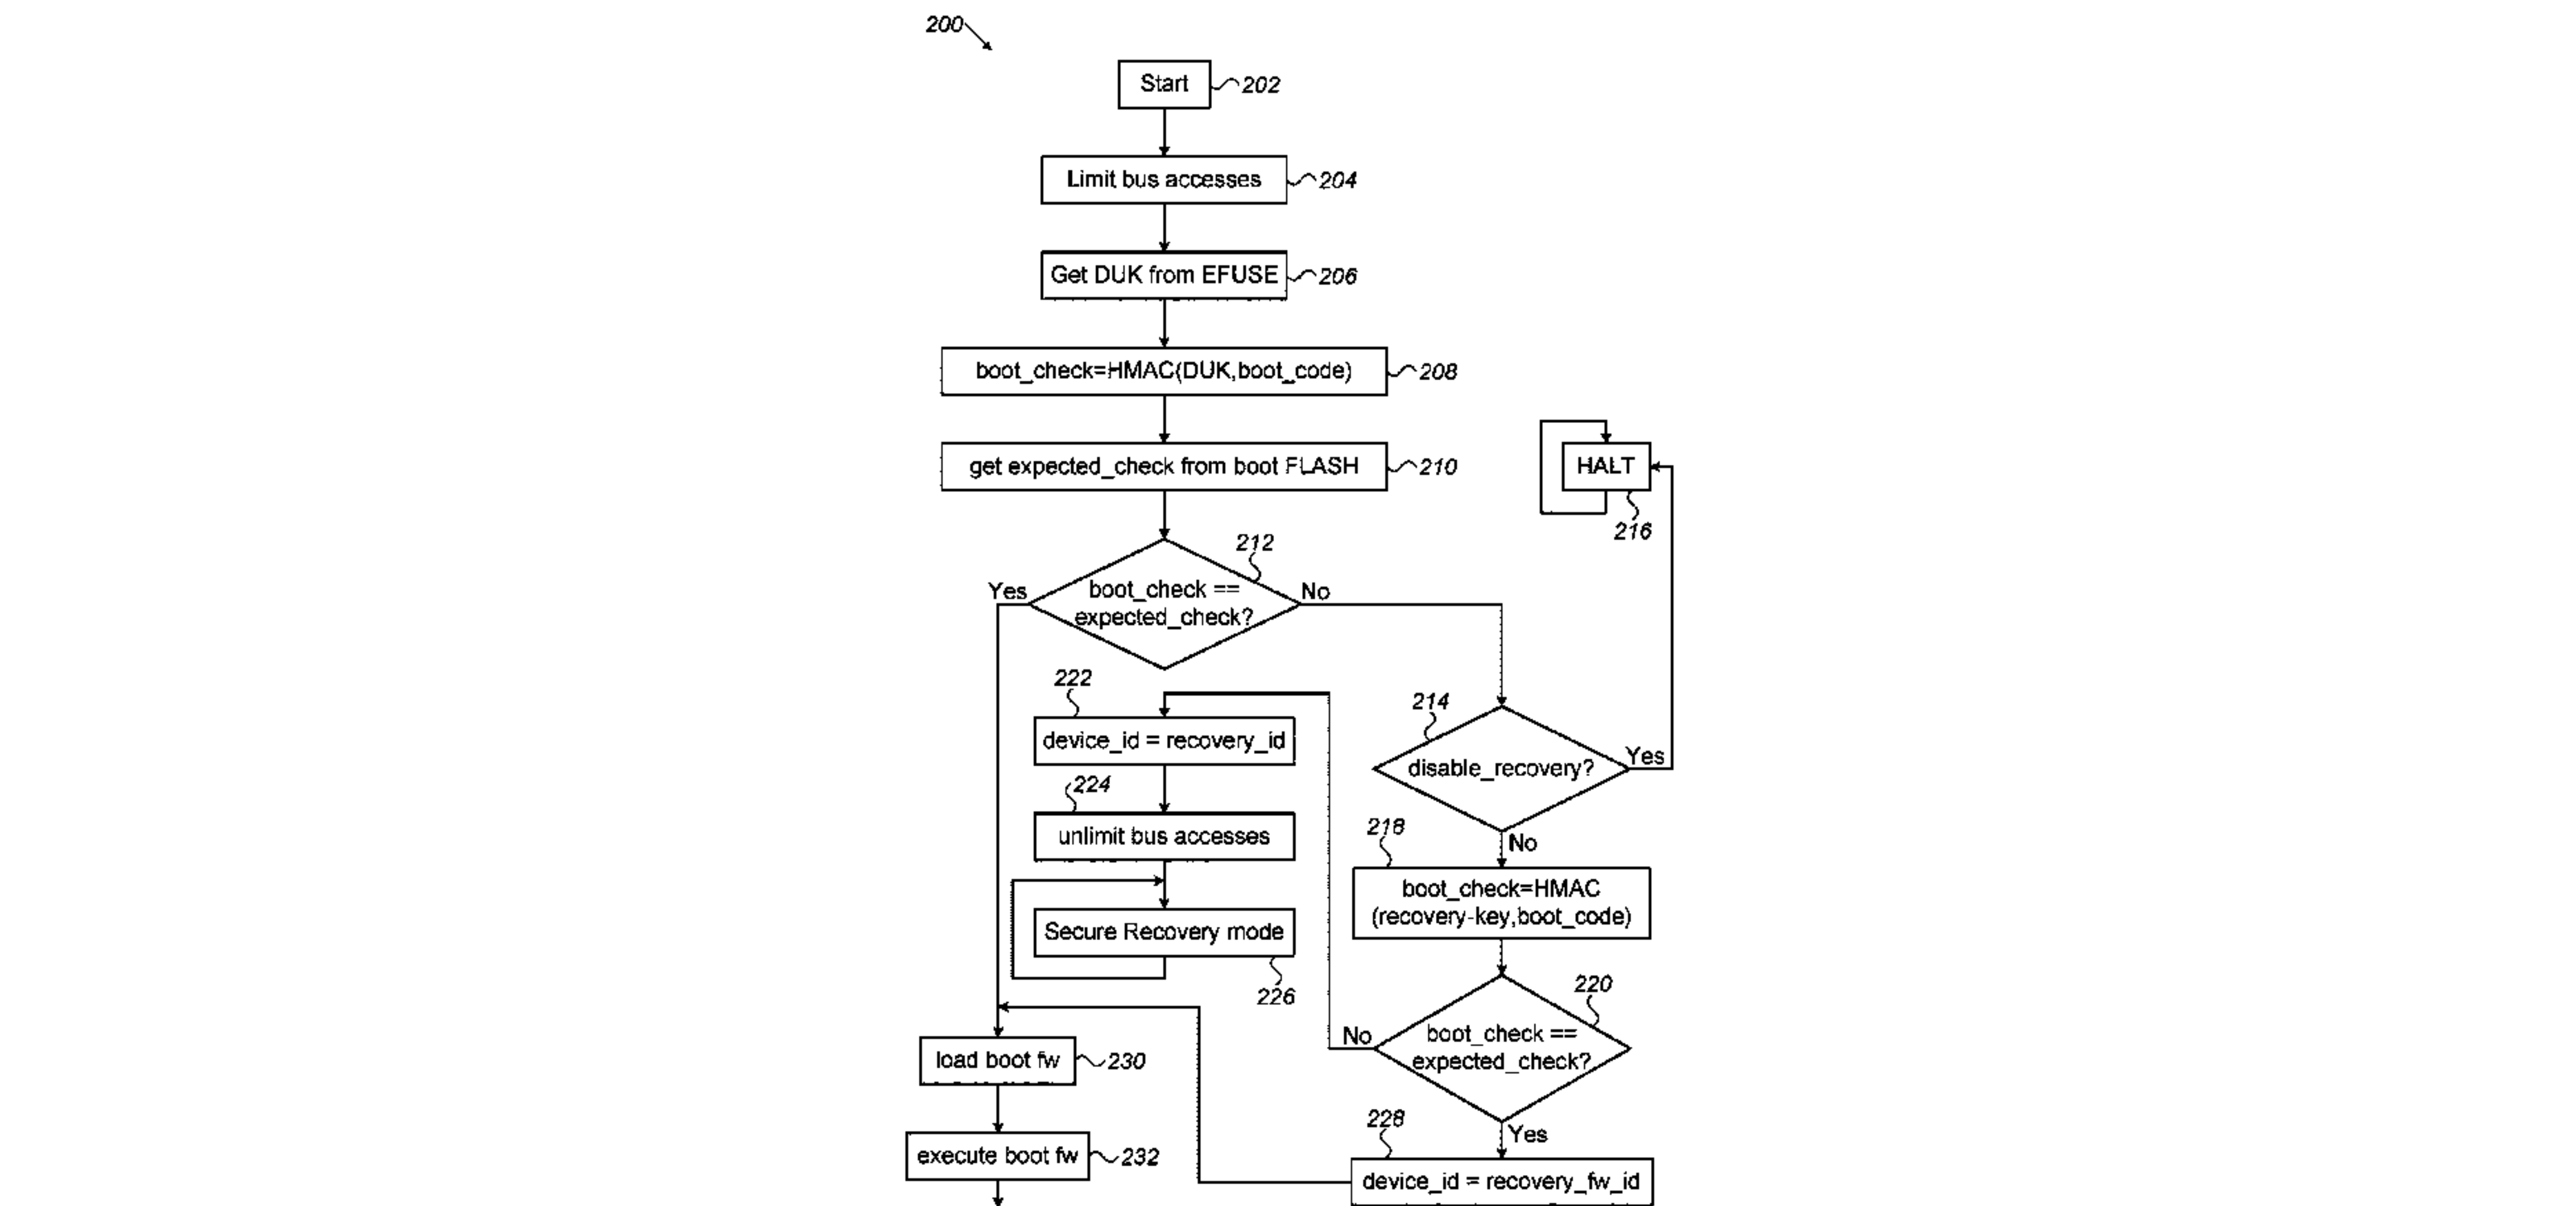 200
Start
202
Limit bus accesses
204
Get DUK from EFUSE
206
boot_check=HMAC(DUK,boot_code)
208
get expected_check from boot FLASH
210
HALT
216
212
Yes
boot_check ==
expected_check?
No
222
device_id = recovery_id
214
disable_recovery?
Yes
224
unlimit bus accesses
No
218
boot_check=HMAC
(recovery-key,boot_code)
Secure Recovery mode
226
220
No
boot_check ==
expected_check?
load boot fw
230
228
Yes
execute boot fw
232
device_id = recovery_fw_id